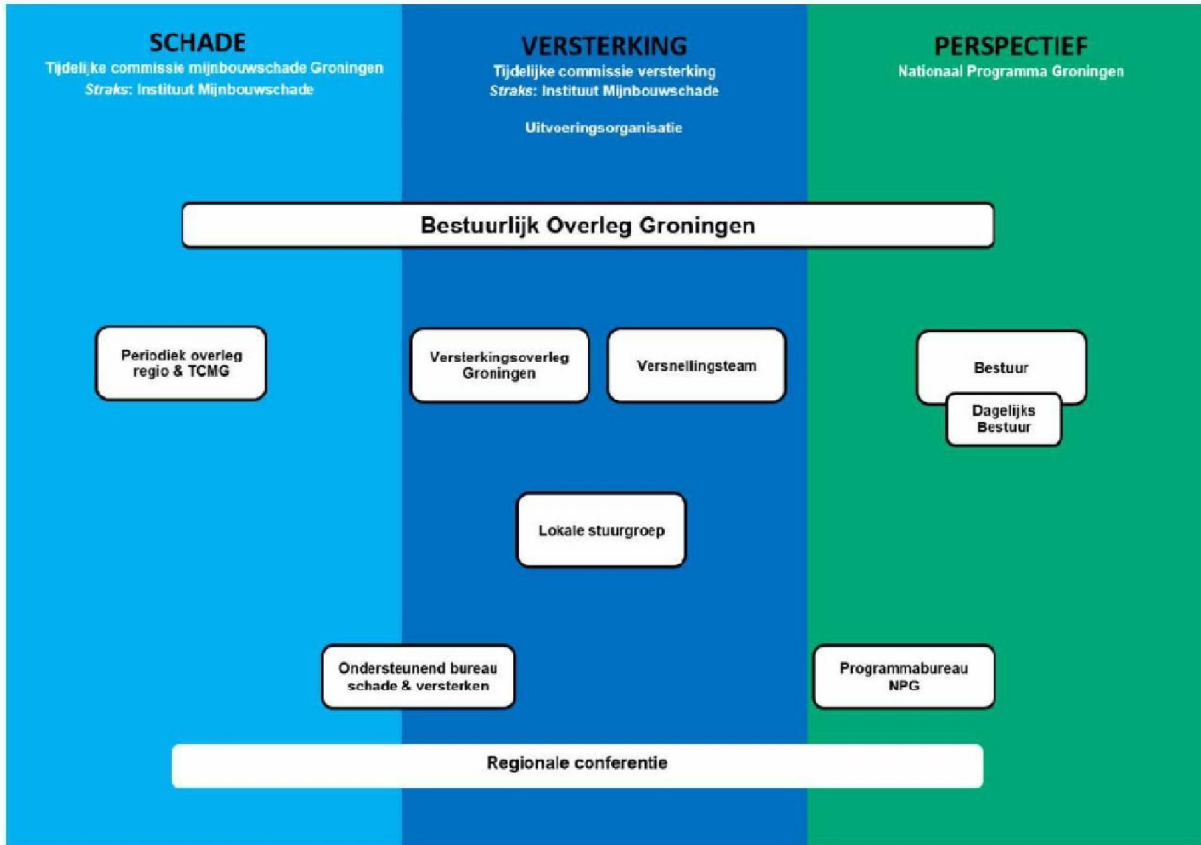 SCHADE
Tijdelijke commissie mijnbouwschade Groningen
Straks: Instituut Mijnbouwschade
VERSTERKING
Tijdelijke commissie versterking
Straks: Instituut Mijnbouwschade
Uitvoeringsorganisatie
PERSPECTIEF
Nationaal Programma Groningen
Bestuurlijk Overleg Groningen
Periodiek overleg
regio & TCMG
Versterkingsoverleg
Groningen
Versnellingsteam
Bestuur
Dagelijks
Bestuur
Lokale stuurgroep
Ondersteunend bureau
schade & versterken
Programmabureau
NPG
Regionale conferentie